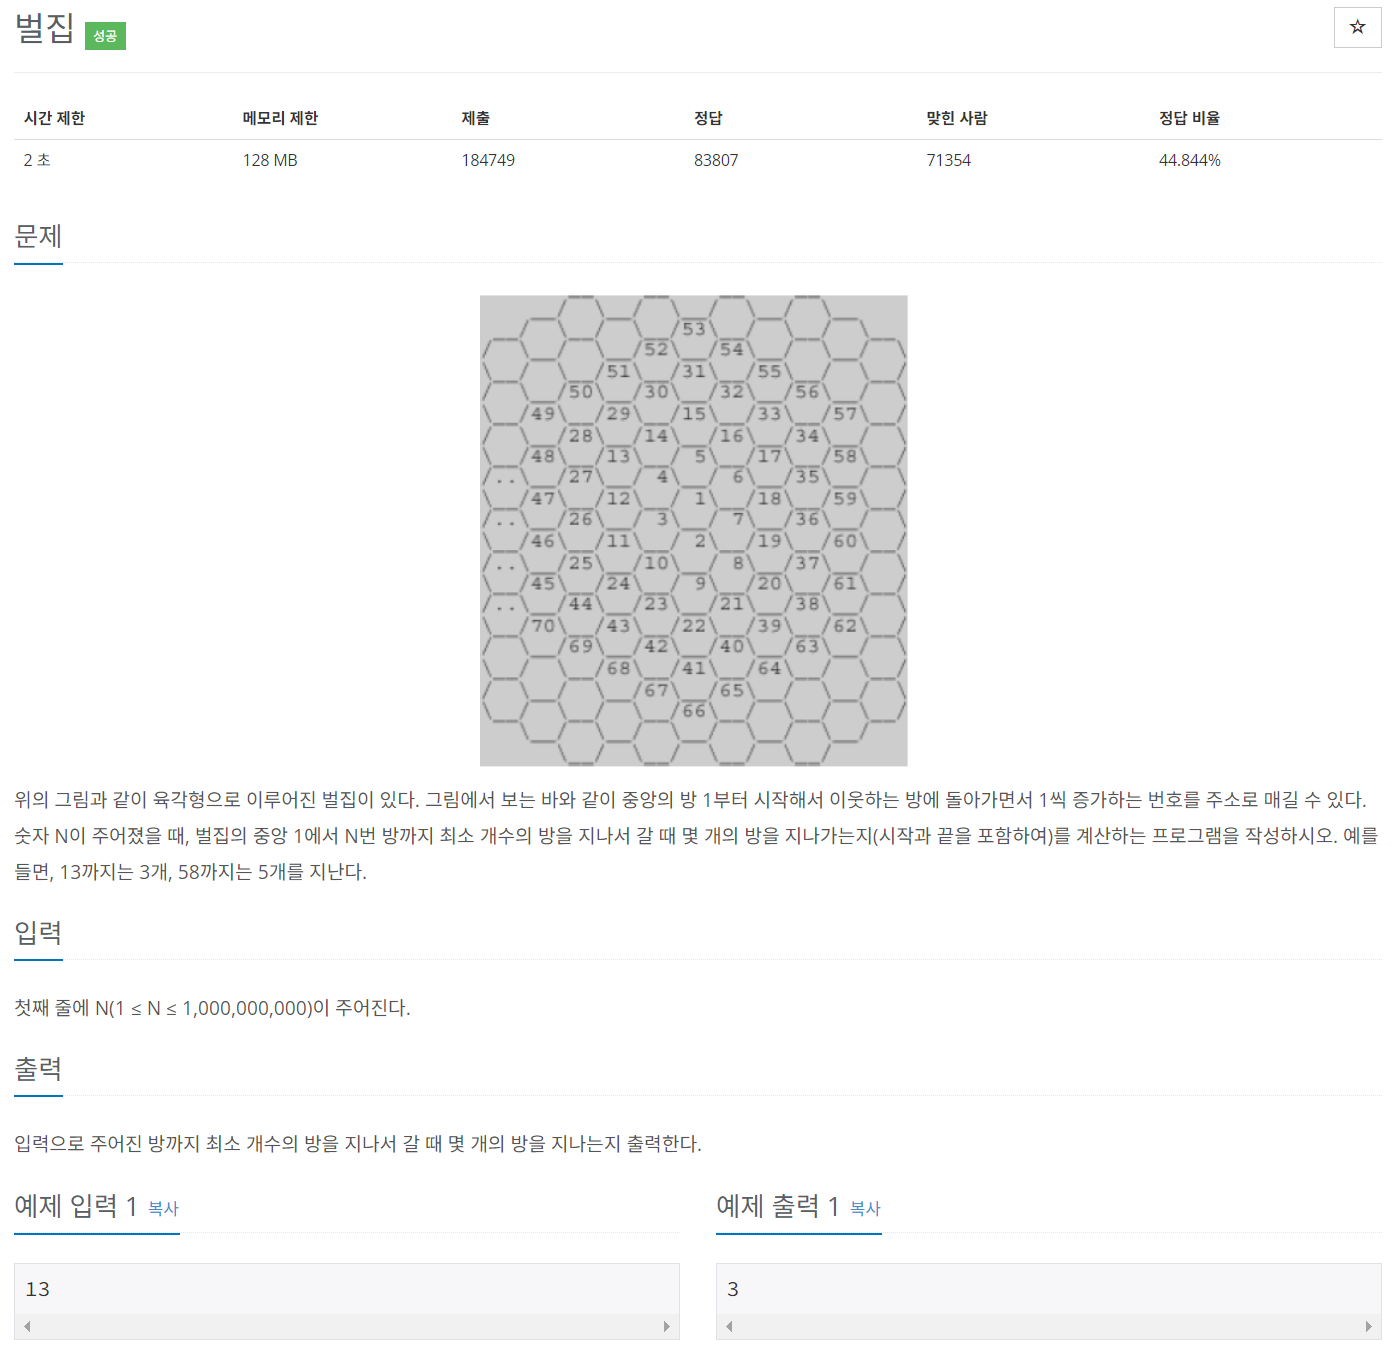 벌집 성공 ☆
시간 제한 메모리 제한 제출 정답 맞힌 사람 정답 비율
2 초 128 MB 184749 83807 71354 44.844%
문제
53
52 54
51 31 55
50 30 32 56
49 29 15 33 57
28 14 16 34
48 13 5 17 58
.. 27 4 6 35
47 12 1 18 59
.. 26 3 7 36
46 11 2 19 60
.. 25 10 8 37
45 24 9 20 61
.. 44 23 21 38
70 43 22 39 62
69 42 40 63
68 41 64
67 65
66
위의 그림과 같이 육각형으로 이루어진 벌집이 있다. 그림에서 보는 바와 같이 중앙의 방 1부터 시작해서 이웃하는 방에 돌아가면서 1씩 증가하는 번호를 주소로 매길 수 있다.
숫자 N이 주어졌을 때, 벌집의 중앙 1에서 N번 방까지 최소 개수의 방을 지나서 갈 때 몇 개의 방을 지나가는지(시작과 끝을 포함하여)를 계산하는 프로그램을 작성하시오. 예를
들면, 13까지는 3개, 58까지는 5개를 지난다.
입력
첫째 줄에 N(1 ≤ N ≤ 1,000,000,000)이 주어진다.
출력
입력으로 주어진 방까지 최소 개수의 방을 지나서 갈 때 몇 개의 방을 지나는지 출력한다.
예제 입력 1 복사
13
예제 출력 1 복사
3